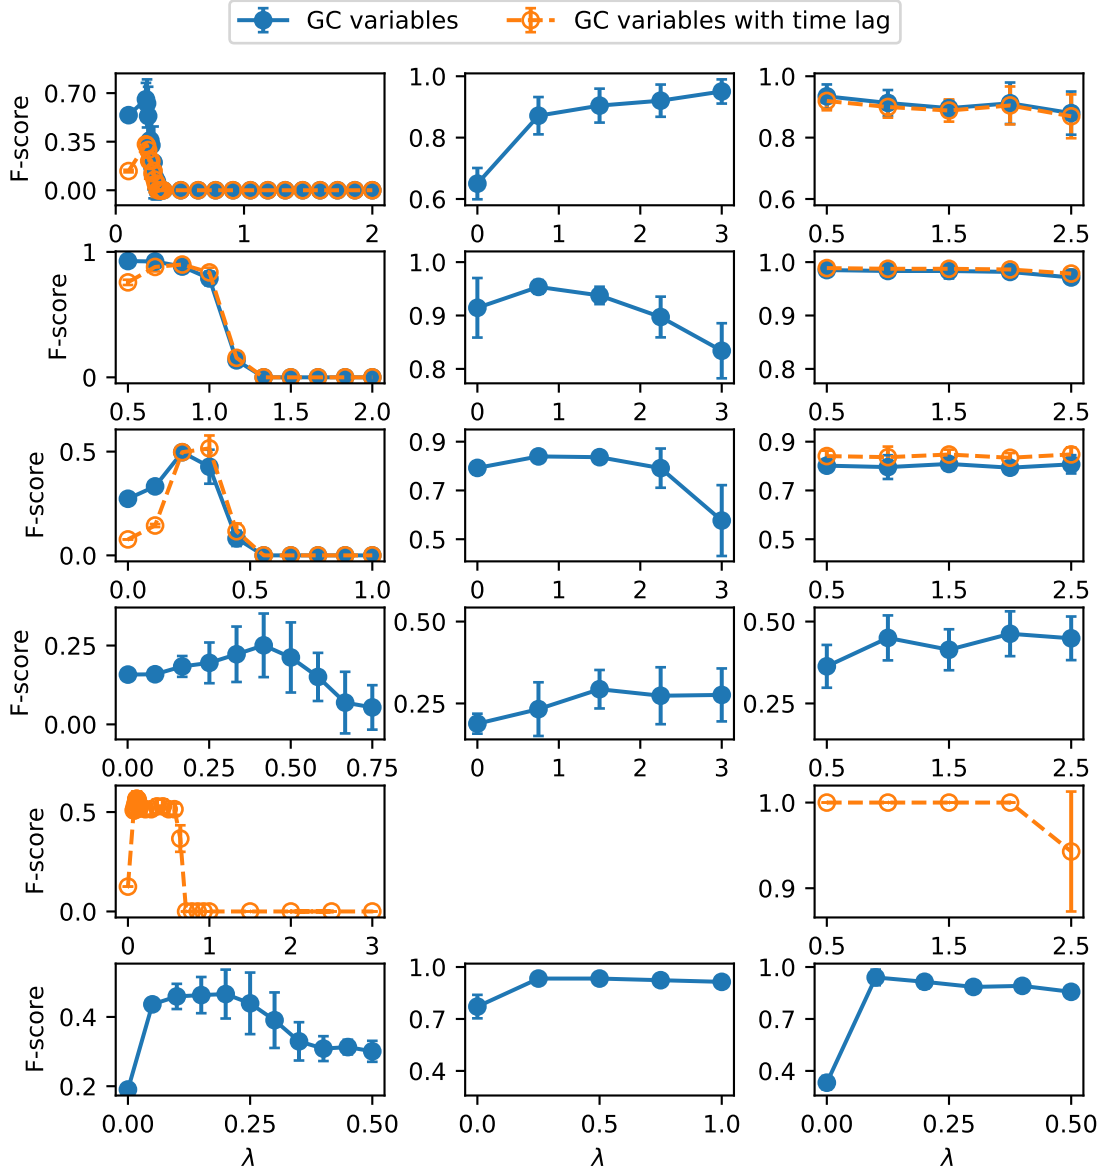 GC variables GC variables with time lag
F-score 0.70 0.35 0.00 1.0 0.8 0.6 1.0 0.8 0.6
0 1 2 0 1 2 3 0.5 1.5 2.5
F-score 1 0 1.0 0.9 0.8 1.0 0.9 0.8
0.5 1.0 1.5 2.0 0 1 2 3 0.5 1.5 2.5
F-score 0.5 0.0 0.9 0.7 0.5 0.9 0.7 0.5
0.0 0.5 1.0 0 1 2 3 0.5 1.5 2.5
F-score 0.25 0.00 0.50 0.25 0.50 0.25
0.00 0.25 0.50 0.75 0 1 2 3 0.5 1.5 2.5
F-score 0.5 0.0 1.0 0.9
0 1 2 3 0.5 1.5 2.5
F-score 0.4 0.2 1.0 0.7 0.4 1.0 0.7 0.4
0.00 0.25 0.50 0.0 0.5 1.0 0.00 0.25 0.50
λ λ λ